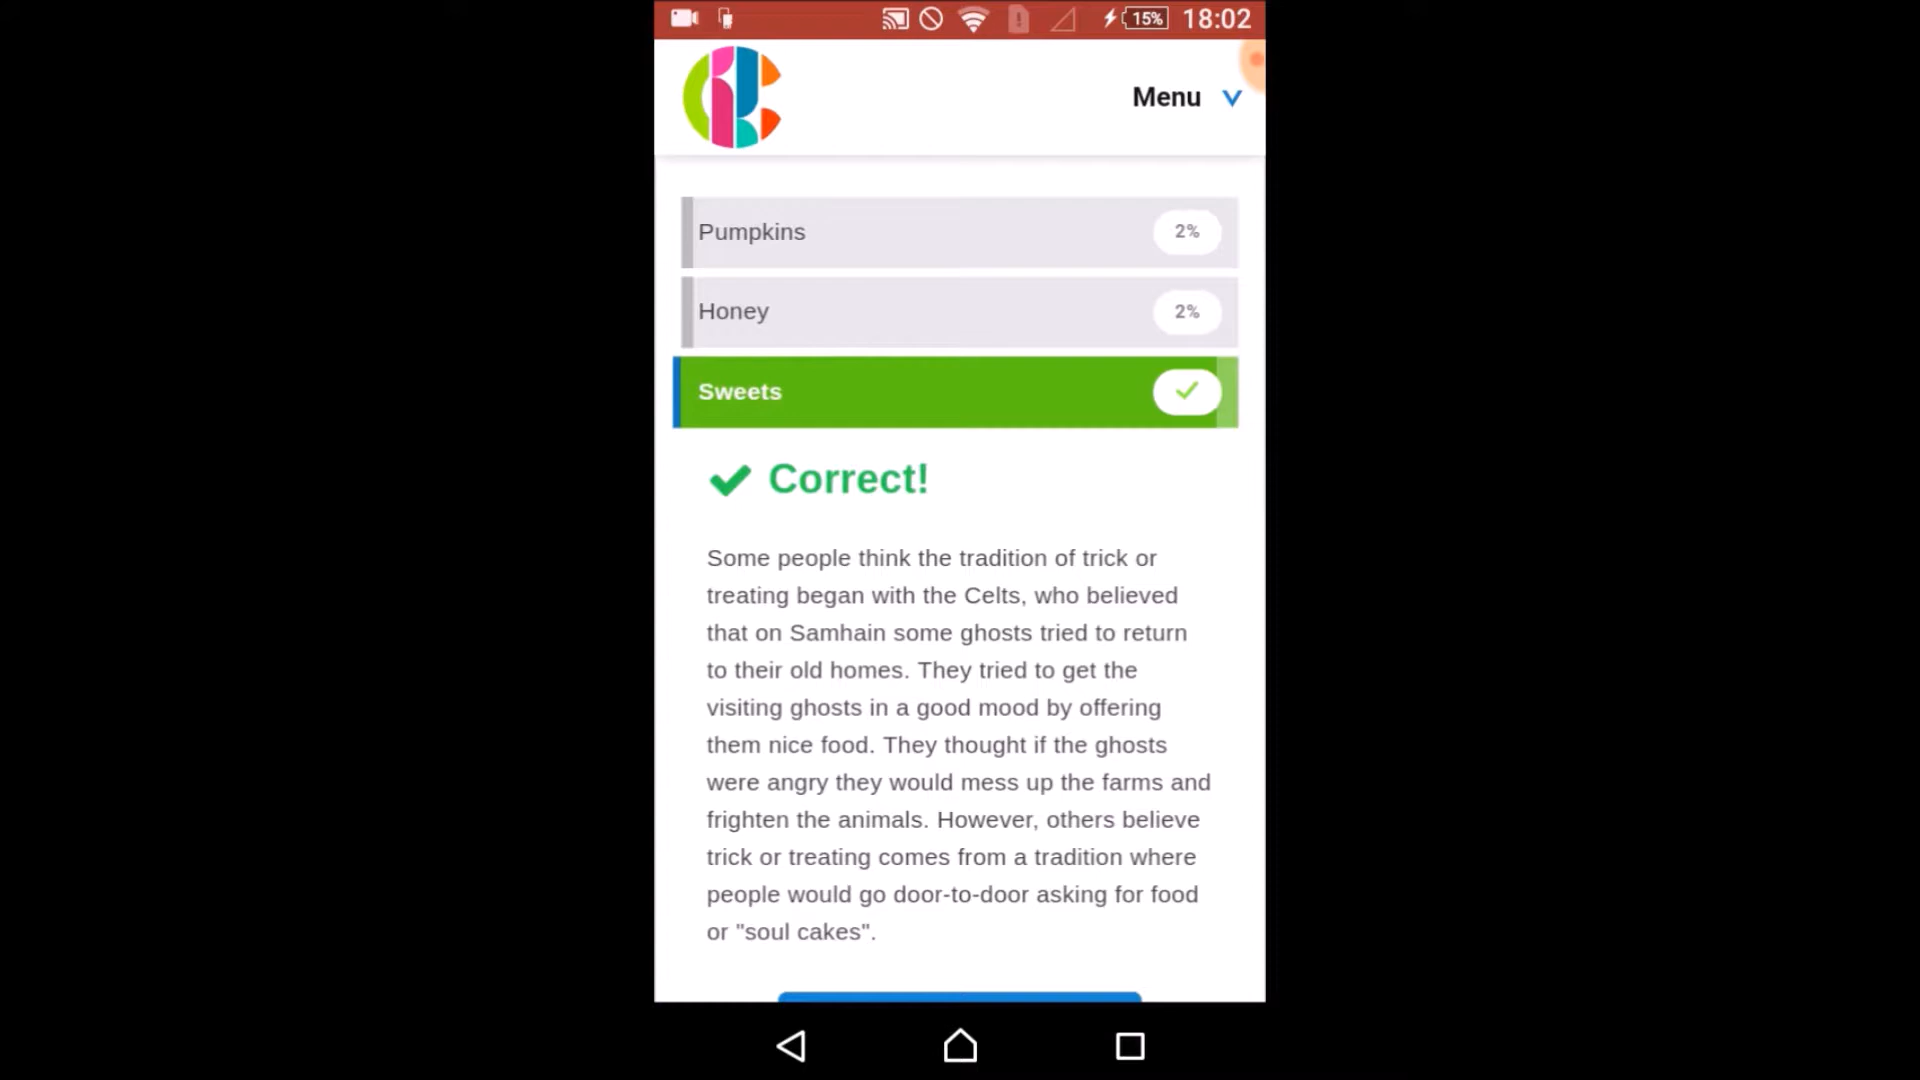 15% 18:02
Menu
Pumpkins 2%
Honey 2%
Sweets
Correct!
Some people think the tradition of trick or
treating began with the Celts, who believed
that on Samhain some ghosts tried to return
to their old homes. They tried to get the
visiting ghosts in a good mood by offering
them nice food. They thought if the ghosts
were angry they would mess up the farms and
frighten the animals. However, others believe
trick or treating comes from a tradition where
people would go door-to-door asking for food
or "soul cakes".